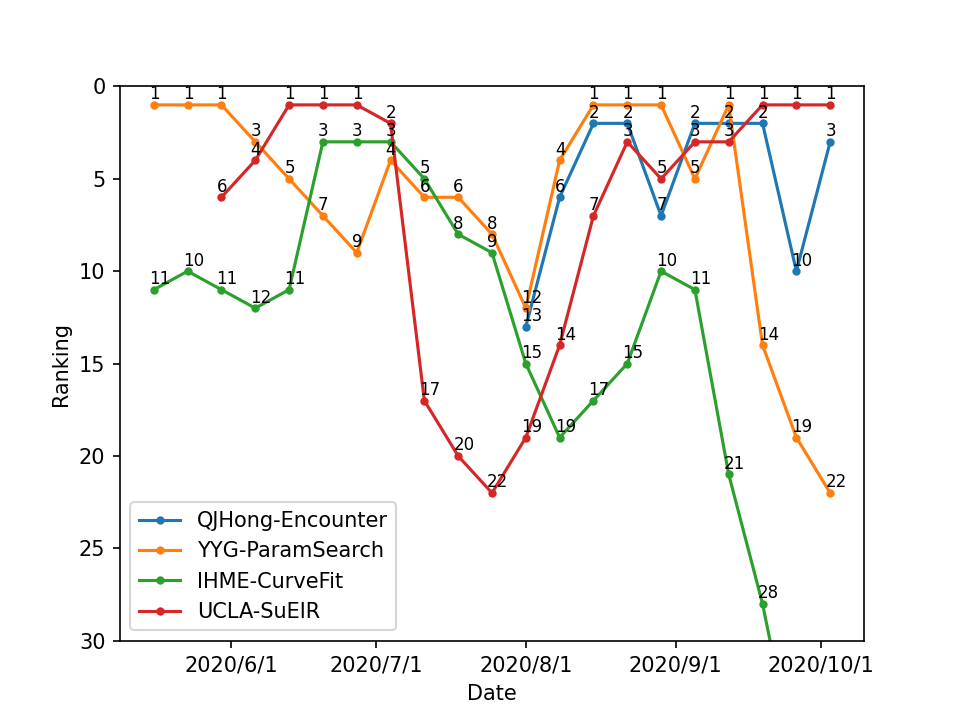 0
5
10
15
20
25
30
Ranking
1 1 1 1 1 1 1 1 1 1 1 1 1
2 2 2 2 2 2
3 3 3 3 3 3 3 3 3
4 4 4
5 5 5 5 5
6 6 6 6 6
7 7 7
8 8
9 9
10 10 10
11 11 11 11
12 12
13
14 14
15 15
17 17
19 19 19
20
21
22 22
28
QJHong-Encounter
YYG-ParamSearch
IHME-CurveFit
UCLA-SuEIR
2020/6/1 2020/7/1 2020/8/1 2020/9/1 2020/10/1
Date